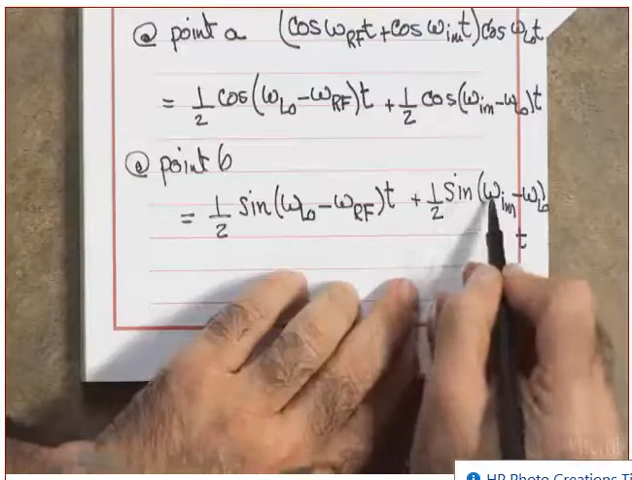 @ point a (cos ω_RF t + cos ω_im t) cos ω_Lo t
= 1/2 cos(ω_Lo − ω_RF)t + 1/2 cos(ω_im − ω_Lo)t
@ point b
= 1/2 sin(ω_Lo − ω_RF)t + 1/2 sin(ω_im − ω_Lo)
t
HP Photo Creations